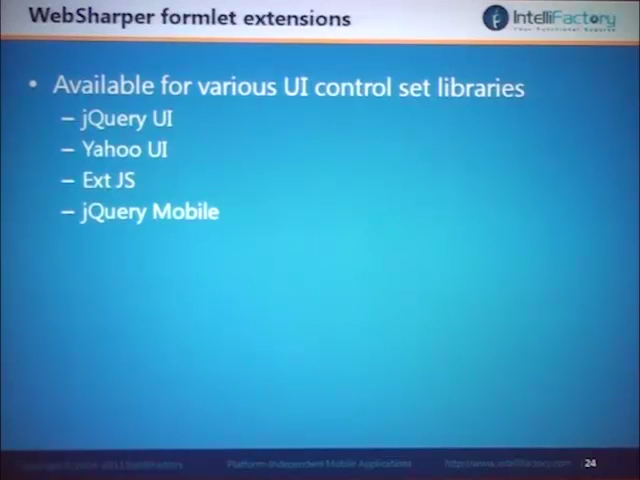 WebSharper formlet extensions
IntelliFactory
• Available for various UI control set libraries
– jQuery UI
– Yahoo UI
– Ext JS
– jQuery Mobile
Platform-Independent Mobile Applications
http://www.intellifactory.com
24